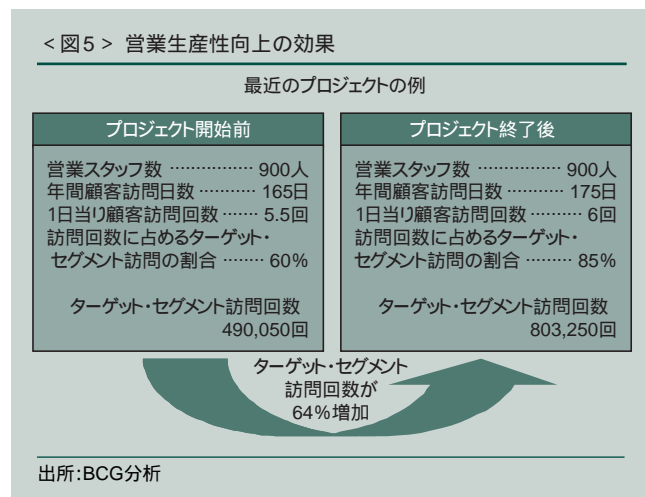 <図5> 営業生産性向上の効果
最近のプロジェクトの例
プロジェクト開始前
営業スタッフ数 ……………… 900人
年間顧客訪問日数 ………… 165日
1日当り顧客訪問回数 ……… 5.5回
訪問回数に占めるターゲット・
セグメント訪問の割合 ……… 60%
ターゲット・セグメント訪問回数
490,050回
プロジェクト終了後
営業スタッフ数 ……………… 900人
年間顧客訪問日数 ………… 175日
1日当り顧客訪問回数 ………… 6回
訪問回数に占めるターゲット・
セグメント訪問の割合 ……… 85%
ターゲット・セグメント訪問回数
803,250回
ターゲット・セグメント
訪問回数が
64%増加
出所:BCG分析